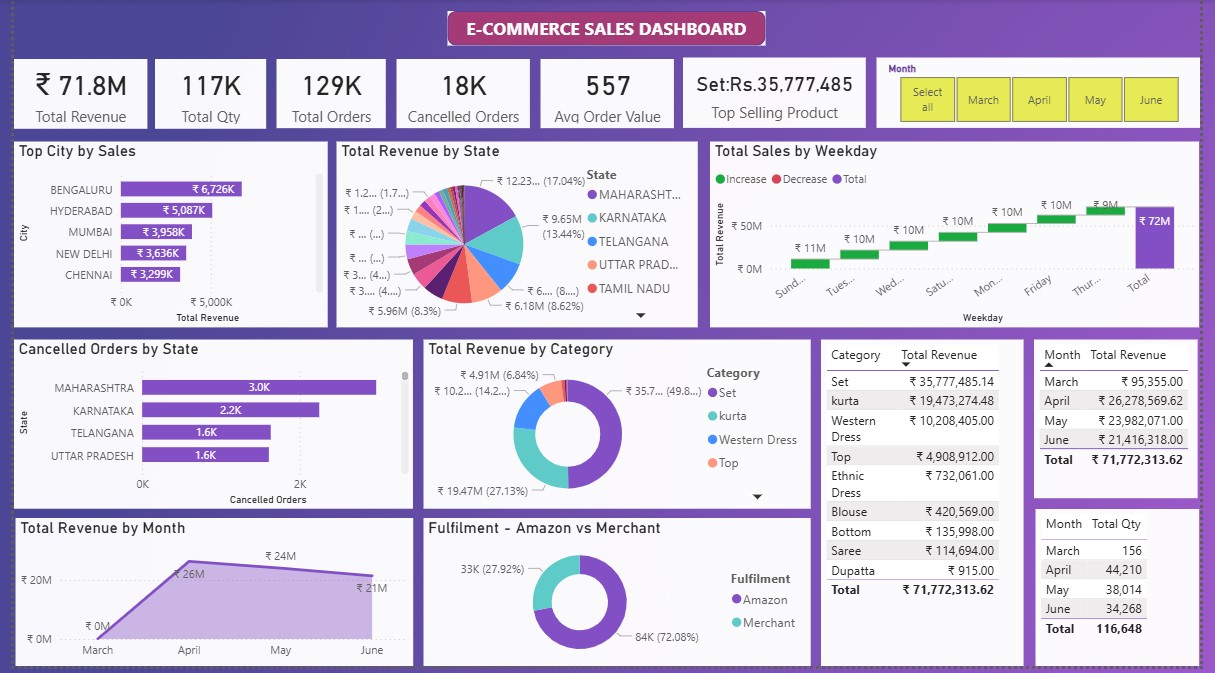 E-COMMERCE SALES DASHBOARD
₹ 71.8M
Total Revenue
117K
Total Qty
129K
Total Orders
18K
Cancelled Orders
557
Avg Order Value
Set:Rs.35,777,485
Top Selling Product
Month
Select all
March
April
May
June
Top City by Sales
City
BENGALURU ₹ 6,726K
HYDERABAD ₹ 5,087K
MUMBAI ₹ 3,958K
NEW DELHI ₹ 3,636K
CHENNAI ₹ 3,299K
₹ 0K ₹ 5,000K
Total Revenue
Total Revenue by State
₹ 12.23... (17.04%)
₹ 9.65M
(13.44%)
₹ 6.... (8....)
₹ 6.18M (8.62%)
₹ 5.96M (8.3%)
₹ 3.... (4....)
₹ 3... (4...)
₹ ... (...)
₹ ... (...)
₹ 1.... (2...)
₹ 1.2... (1.7...)
State
MAHARASHT...
KARNATAKA
TELANGANA
UTTAR PRAD...
TAMIL NADU
Total Sales by Weekday
Increase Decrease Total
Total Revenue
₹ 50M
₹ 0M
₹ 11M
₹ 10M
₹ 10M
₹ 10M
₹ 10M
₹ 10M
₹ 9M
₹ 72M
Sund... Tues... Wed... Satu... Mon... Friday Thur... Total
Weekday
Cancelled Orders by State
State
MAHARASHTRA 3.0K
KARNATAKA 2.2K
TELANGANA 1.6K
UTTAR PRADESH 1.6K
0K 2K
Cancelled Orders
Total Revenue by Category
₹ 4.91M (6.84%)
₹ 10.2... (14.2...)
₹ 35.7... (49.8...)
₹ 19.47M (27.13%)
Category
Set
kurta
Western Dress
Top
Category Total Revenue
Set ₹ 35,777,485.14
kurta ₹ 19,473,274.48
Western ₹ 10,208,405.00
Dress
Top ₹ 4,908,912.00
Ethnic ₹ 732,061.00
Dress
Blouse ₹ 420,569.00
Bottom ₹ 135,998.00
Saree ₹ 114,694.00
Dupatta ₹ 915.00
Total ₹ 71,772,313.62
Month Total Revenue
March ₹ 95,355.00
April ₹ 26,278,569.62
May ₹ 23,982,071.00
June ₹ 21,416,318.00
Total ₹ 71,772,313.62
Total Revenue by Month
₹ 20M
₹ 0M
₹ 0M
₹ 26M
₹ 24M
₹ 21M
March April May June
Fulfilment - Amazon vs Merchant
33K (27.92%)
84K (72.08%)
Fulfilment
Amazon
Merchant
Month Total Qty
March 156
April 44,210
May 38,014
June 34,268
Total 116,648